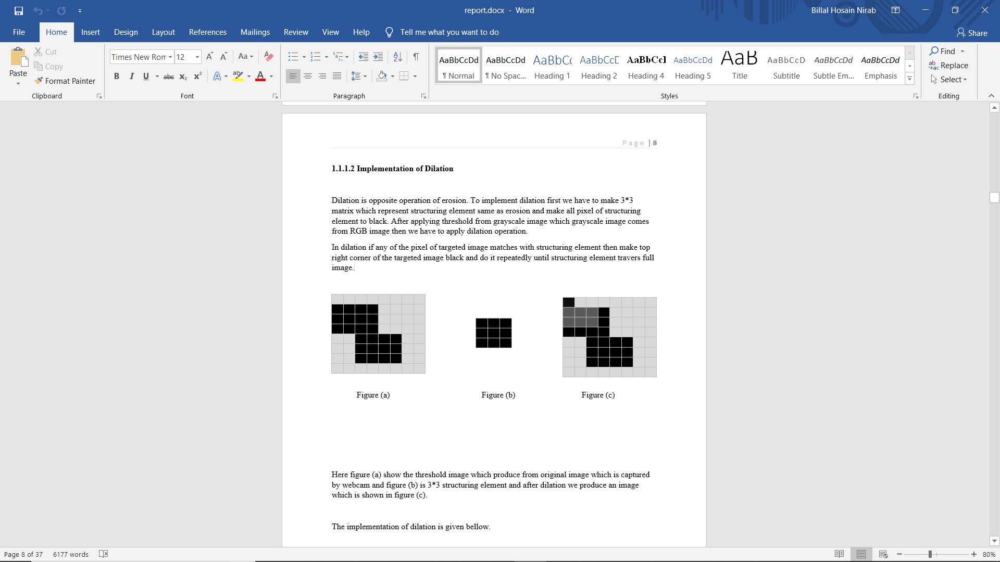 report.docx - Word
Billal Hosain Nirab
File Home Insert Design Layout References Mailings Review View Help Tell me what you want to do
Share
Paste
Cut
Copy
Format Painter
Clipboard
Times New Rom 12
Aa
B I U abc X₂ X² A ab A
Font
A Z ¶
Paragraph
AaBbCcDd AaBbCcDd AaBbCc AaBbCcD AaBbCcI AaBbCcDd AaB AaBbCcD AaBbCcDd AaBbCcDd
¶ Normal ¶ No Spac... Heading 1 Heading 2 Heading 4 Heading 5 Title Subtitle Subtle Em... Emphasis
Styles
Find
Replace
Select
Editing
Page | 8
1.1.1.2 Implementation of Dilation
Dilation is opposite operation of erosion. To implement dilation first we have to make 3*3
matrix which represent structuring element same as erosion and make all pixel of structuring
element to black. After applying threshold from grayscale image which grayscale image comes
from RGB image then we have to apply dilation operation.
In dilation if any of the pixel of targeted image matches with structuring element then make top
right corner of the targeted image black and do it repeatedly until structuring element travers full
image.
Figure (a) Figure (b) Figure (c)
Here figure (a) show the threshold image which produce from original image which is captured
by webcam and figure (b) is 3*3 structuring element and after dilation we produce an image
which is shown in figure (c).
The implementation of dilation is given bellow.
Page 8 of 37 6177 words
80%